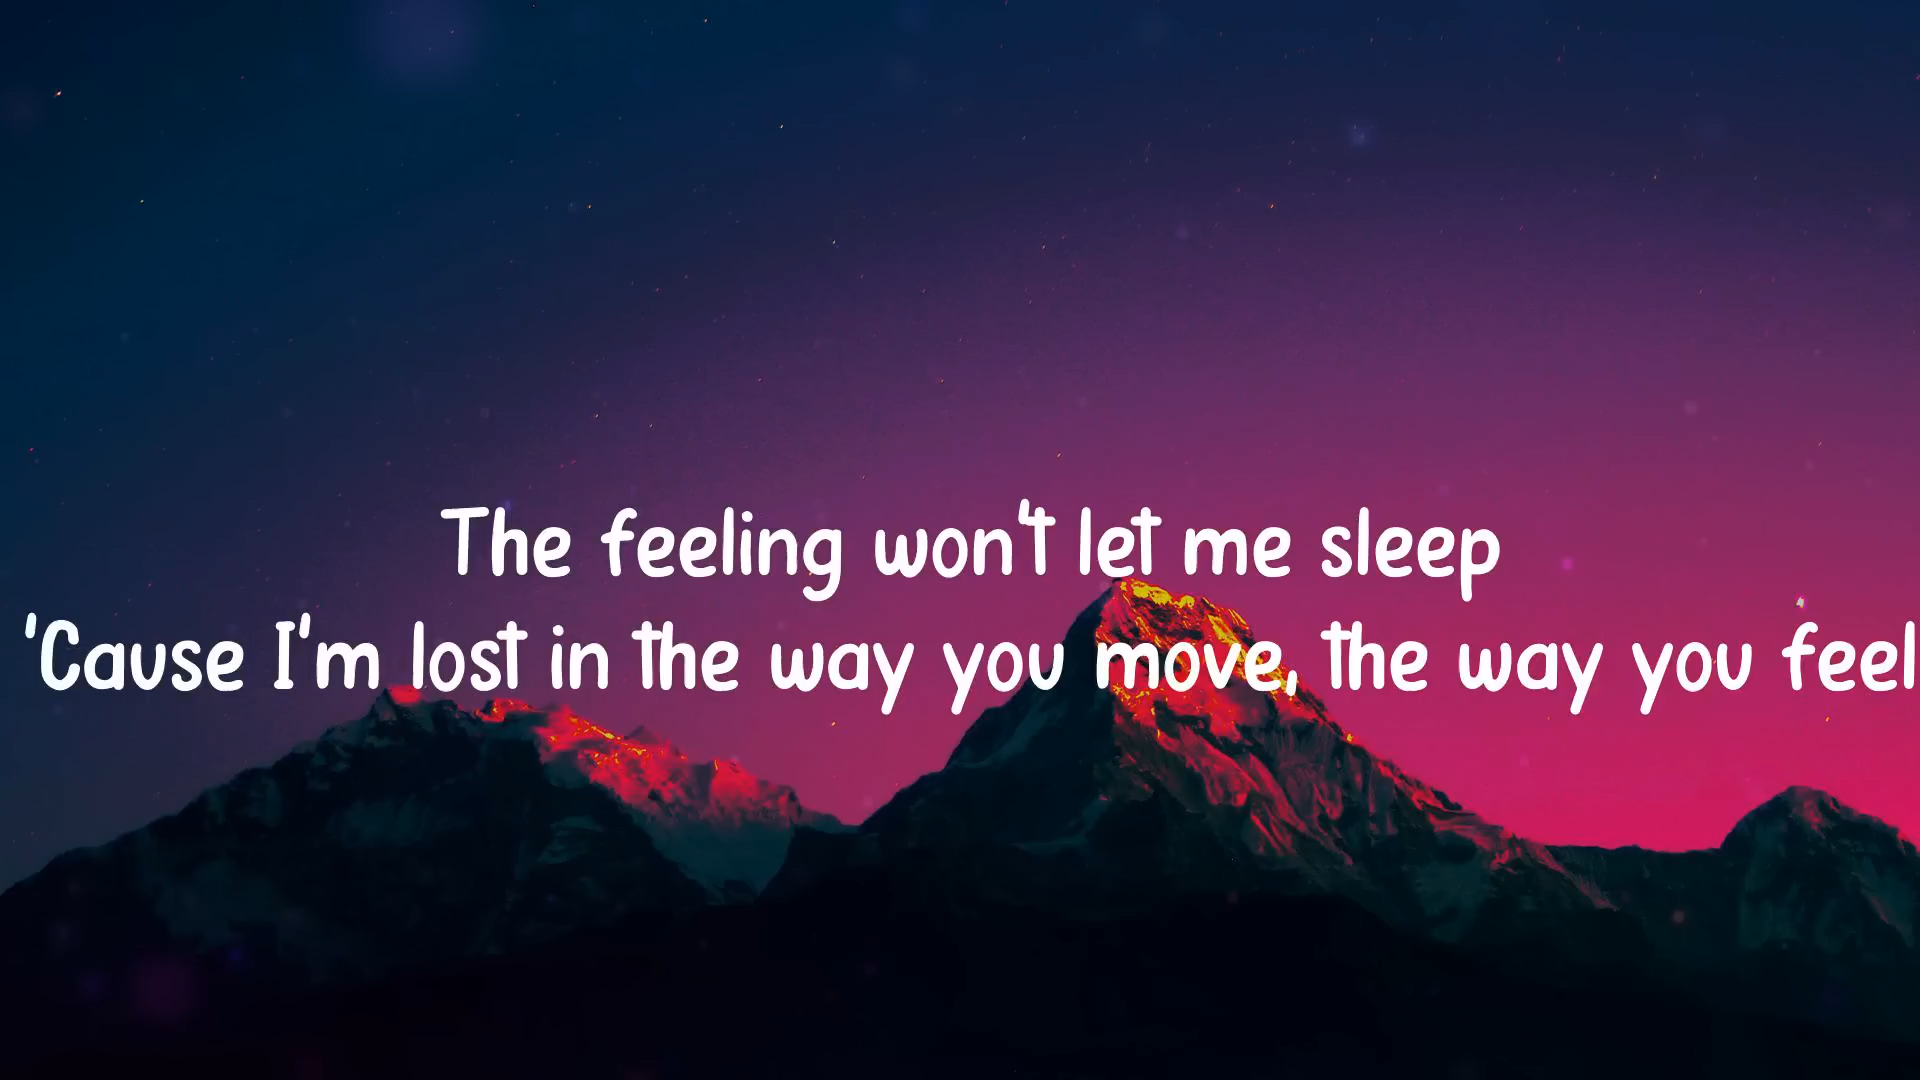 The feeling won't let me sleep
'Cause I'm lost in the way you move, the way you feel